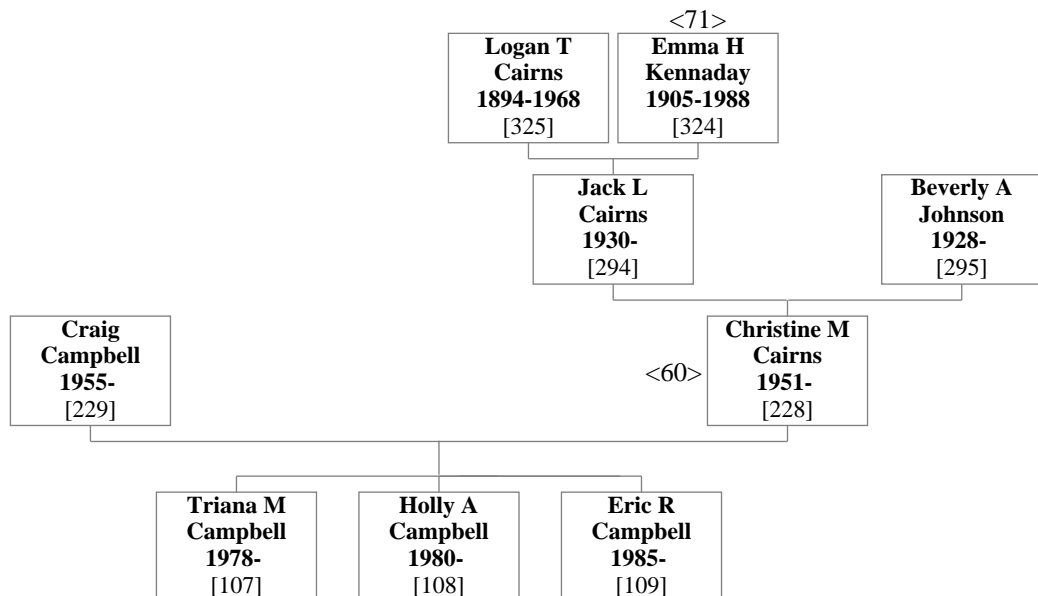 <71>
Logan T
Cairns
1894-1968
[325]
Emma H
Kennaday
1905-1988
[324]
Jack L
Cairns
1930-
[294]
Beverly A
Johnson
1928-
[295]
Craig
Campbell
1955-
[229]
<60>
Christine M
Cairns
1951-
[228]
Triana M
Campbell
1978-
[107]
Holly A
Campbell
1980-
[108]
Eric R
Campbell
1985-
[109]